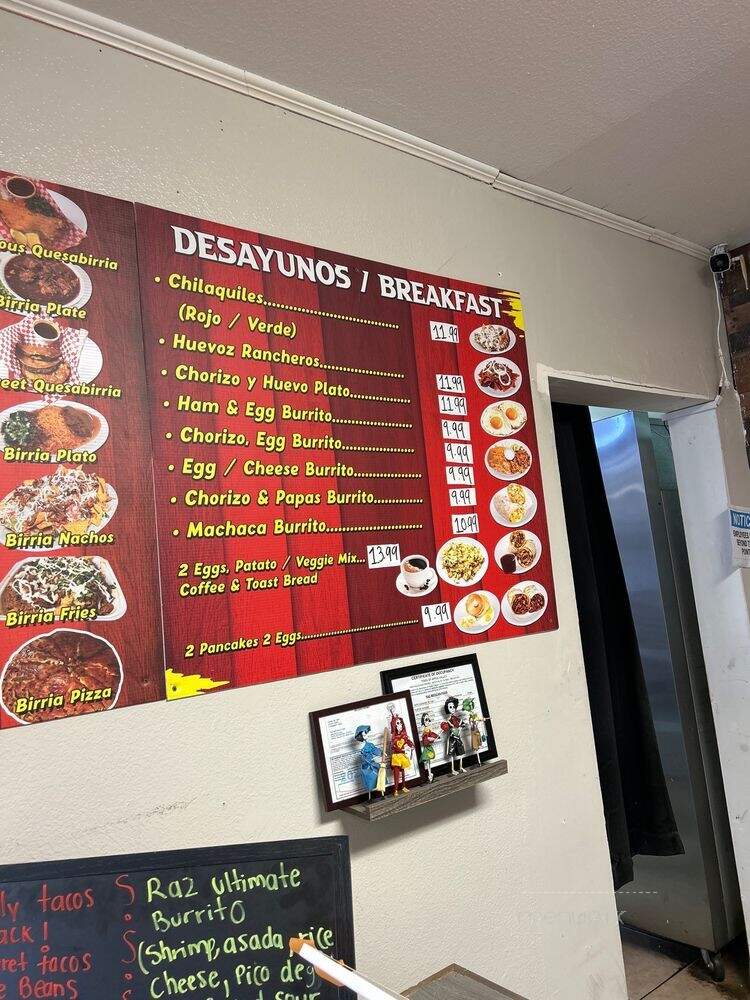 Quesabirria
Birria Plate
Quesabirria
Birria Plato
Birria Nachos
Birria Fries
Birria Pizza
DESAYUNOS / BREAKFAST
• Chilaquiles.............................. 11.99
(Rojo / Verde)
• Huevoz Rancheros................... 11.99
• Chorizo y Huevo Plato.............. 11.99
• Ham & Egg Burrito................... 9.99
• Chorizo, Egg Burrito................. 9.99
• Egg / Cheese Burrito................ 9.99
• Chorizo & Papas Burrito........... 9.99
• Machaca Burrito...................... 10.99
2 Eggs, Patato / Veggie Mix... 13.99
Coffee & Toast Bread
2 Pancakes 2 Eggs.............................. 9.99
CERTIFICATE OF OCCUPANCY
tacos
tacos
Beans
Raz ultimate
Burrito
(Shrimp, asada, rice
Cheese, Pico de